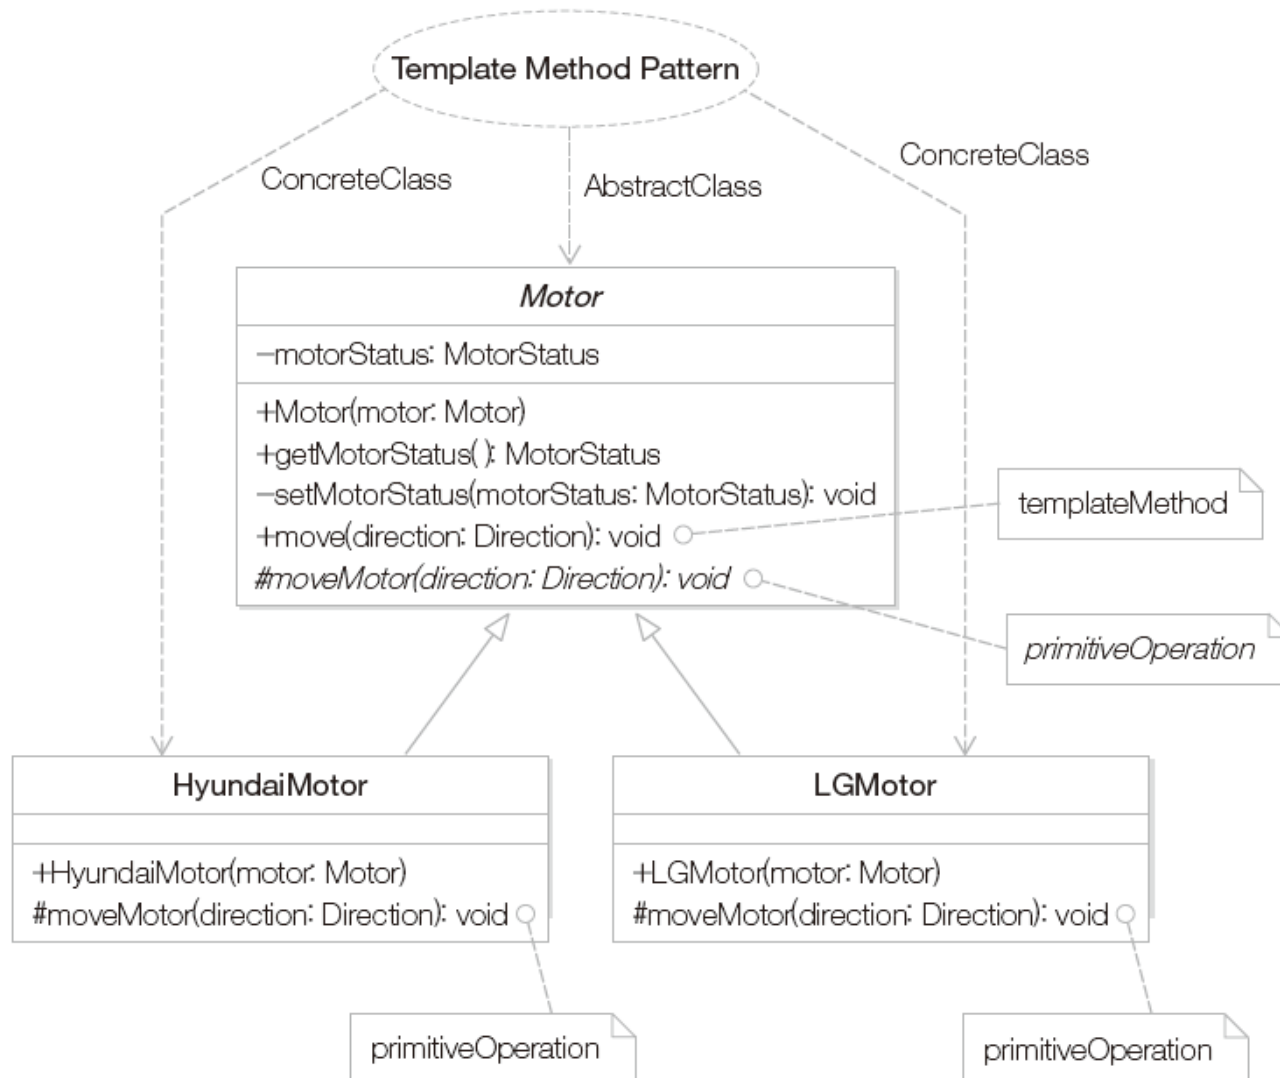 Template Method Pattern
ConcreteClass
AbstractClass
ConcreteClass
Motor
-motorStatus: MotorStatus
+Motor(motor: Motor)
+getMotorStatus( ): MotorStatus
-setMotorStatus(motorStatus: MotorStatus): void
+move(direction: Direction): void
#moveMotor(direction: Direction): void
templateMethod
primitiveOperation
HyundaiMotor
+HyundaiMotor(motor: Motor)
#moveMotor(direction: Direction): void
LGMotor
+LGMotor(motor: Motor)
#moveMotor(direction: Direction): void
primitiveOperation
primitiveOperation